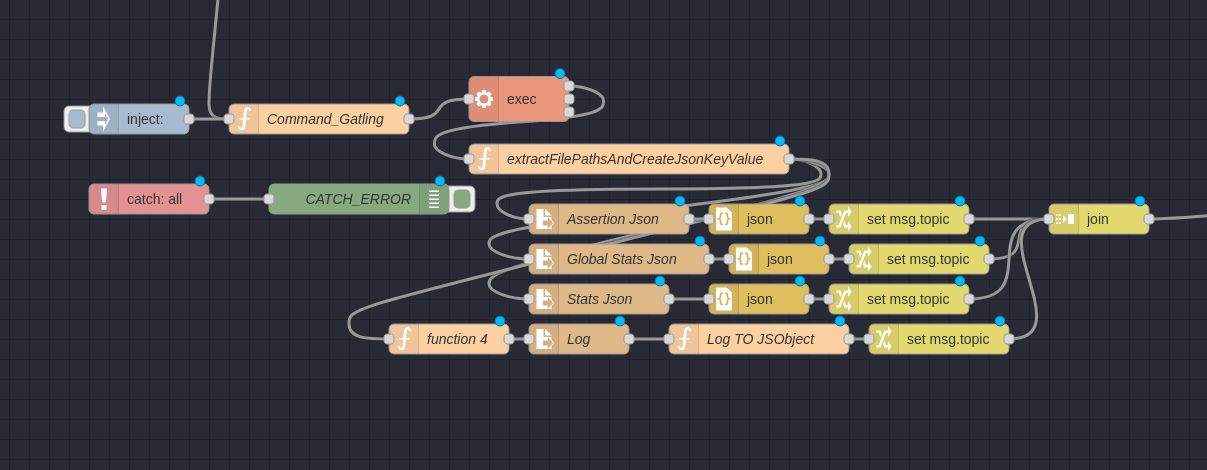 exec
inject:
Command_Gatling
extractFilePathsAndCreateJsonKeyValue
catch: all
CATCH_ERROR
Assertion Json
json
set msg.topic
join
Global Stats Json
json
set msg.topic
Stats Json
json
set msg.topic
function 4
Log
Log TO JSObject
set msg.topic